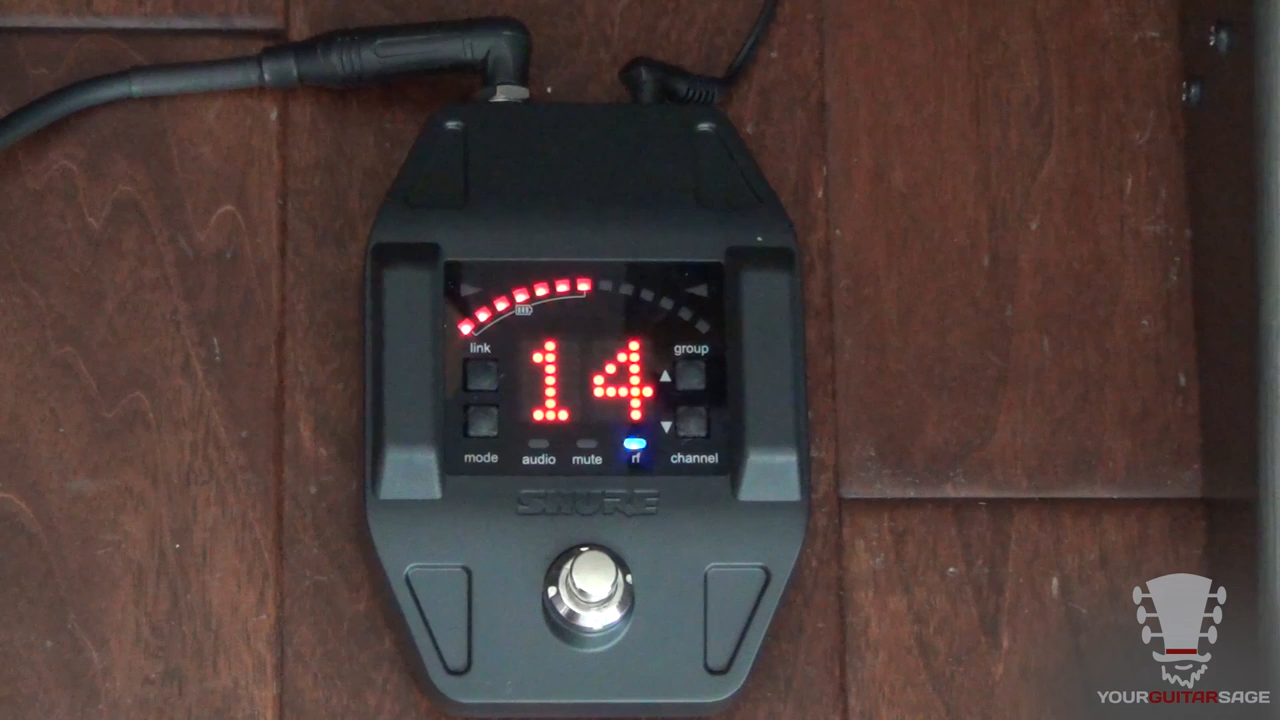 link
group
14
mode
audio
mute
rf
channel
SHURE
YOURGUITARSAGE